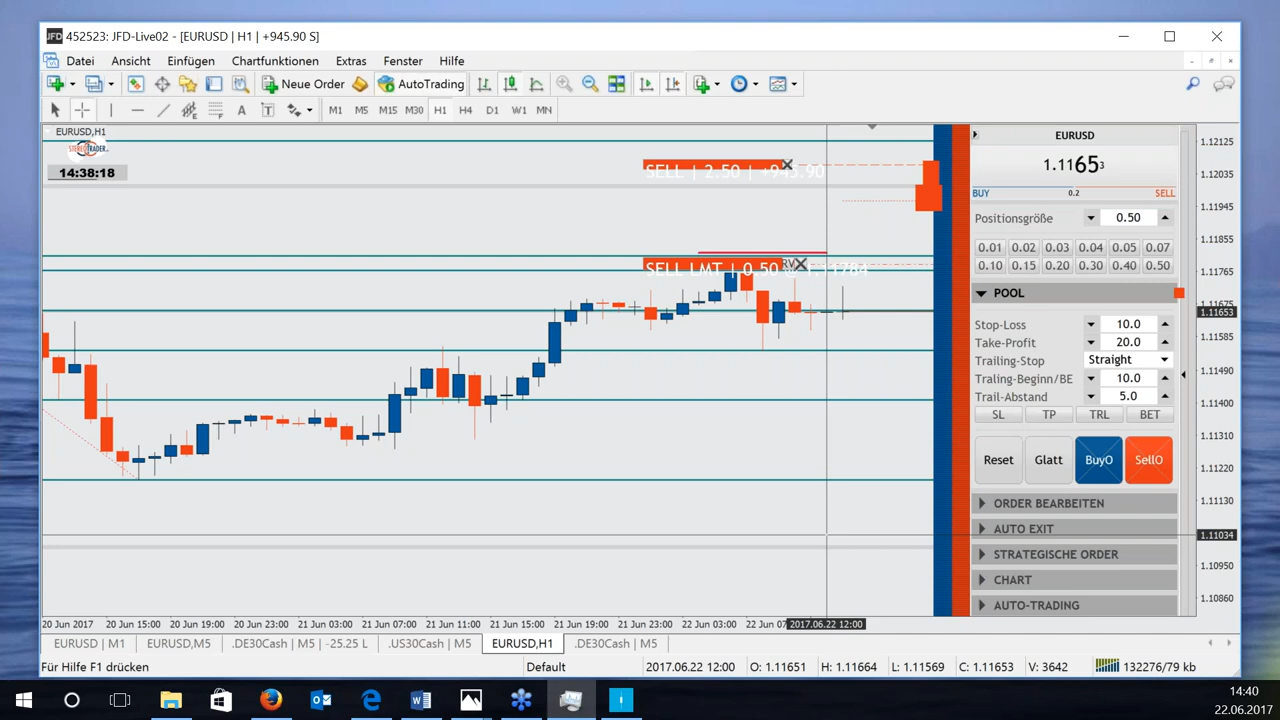 452523: JFD-Live02 - [EURUSD | H1 | +945.90 S]
Datei Ansicht Einfügen Chartfunktionen Extras Fenster Hilfe
Neue Order AutoTrading
A T M1 M5 M15 M30 H1 H4 D1 W1 MN
EURUSD,H1
STEREOTRADER
14:38:18
SELL | 2.50 | +945.90
SELL LMT | 0.50 @ 1.11784
1.12125
1.12035
1.11945
1.11855
1.11765
1.11675
1.11653
1.11490
1.11400
1.11310
1.11220
1.11130
1.11034
1.10950
1.10860
EURUSD
1.11653
BUY 0.2 SELL
Positionsgröße 0.50
0.01 0.02 0.03 0.04 0.05 0.07
0.10 0.15 0.20 0.30 0.40 0.50
POOL
Stop-Loss 10.0
Take-Profit 20.0
Trailing-Stop Straight
Traling-Beginn/BE 10.0
Trail-Abstand 5.0
SL TP TRL BET
Reset Glatt BuyO SellO
ORDER BEARBEITEN
AUTO EXIT
STRATEGISCHE ORDER
CHART
AUTO-TRADING
20 Jun 2017 20 Jun 15:00 20 Jun 19:00 20 Jun 23:00 21 Jun 03:00 21 Jun 07:00 21 Jun 11:00 21 Jun 15:00 21 Jun 19:00 21 Jun 23:00 22 Jun 03:00 22 Jun 07 2017.06.22 12:00
EURUSD | M1 EURUSD,M5 .DE30Cash | M5 | -25.25 L .US30Cash | M5 EURUSD,H1 .DE30Cash | M5
Für Hilfe F1 drücken Default 2017.06.22 12:00 O: 1.11651 H: 1.11664 L: 1.11569 C: 1.11653 V: 3642 132276/79 kb
14:40
22.06.2017